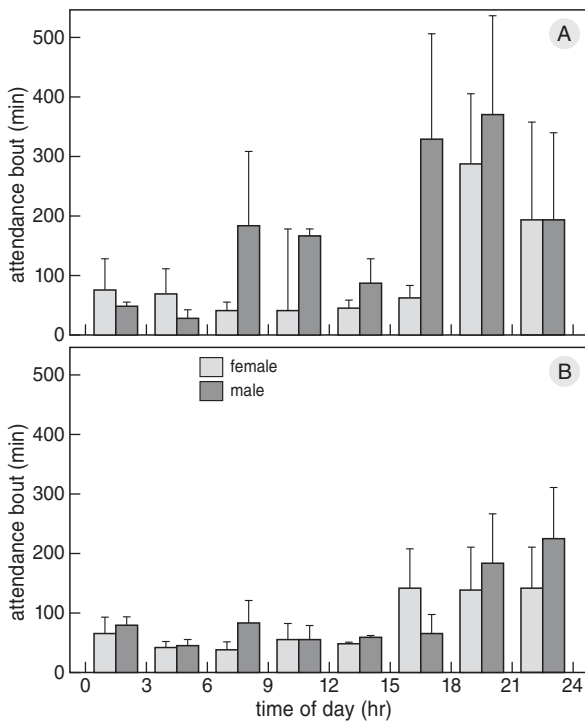 A
500
400
300
200
100
0
attendance bout (min)
B
female
male
500
400
300
200
100
0
attendance bout (min)
0 3 6 9 12 15 18 21 24
time of day (hr)